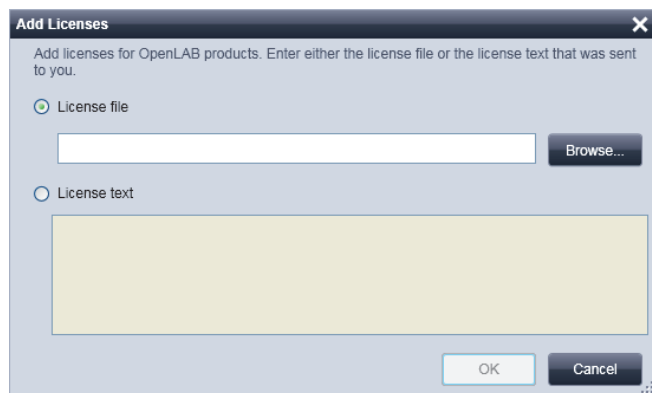 Add Licenses
Add licenses for OpenLAB products. Enter either the license file or the license text that was sent
to you.
License file
Browse...
License text
OK
Cancel